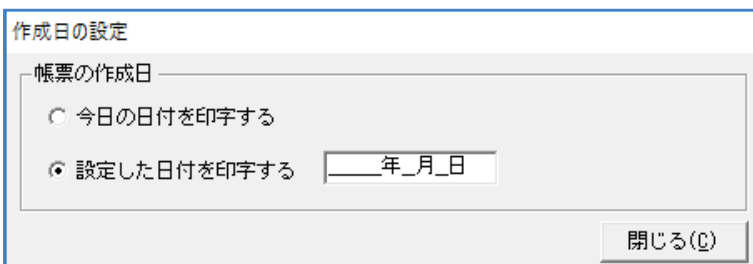 作成日の設定
帳票の作成日
今日の日付を印字する
設定した日付を印字する ____年_月_日
閉じる(C)